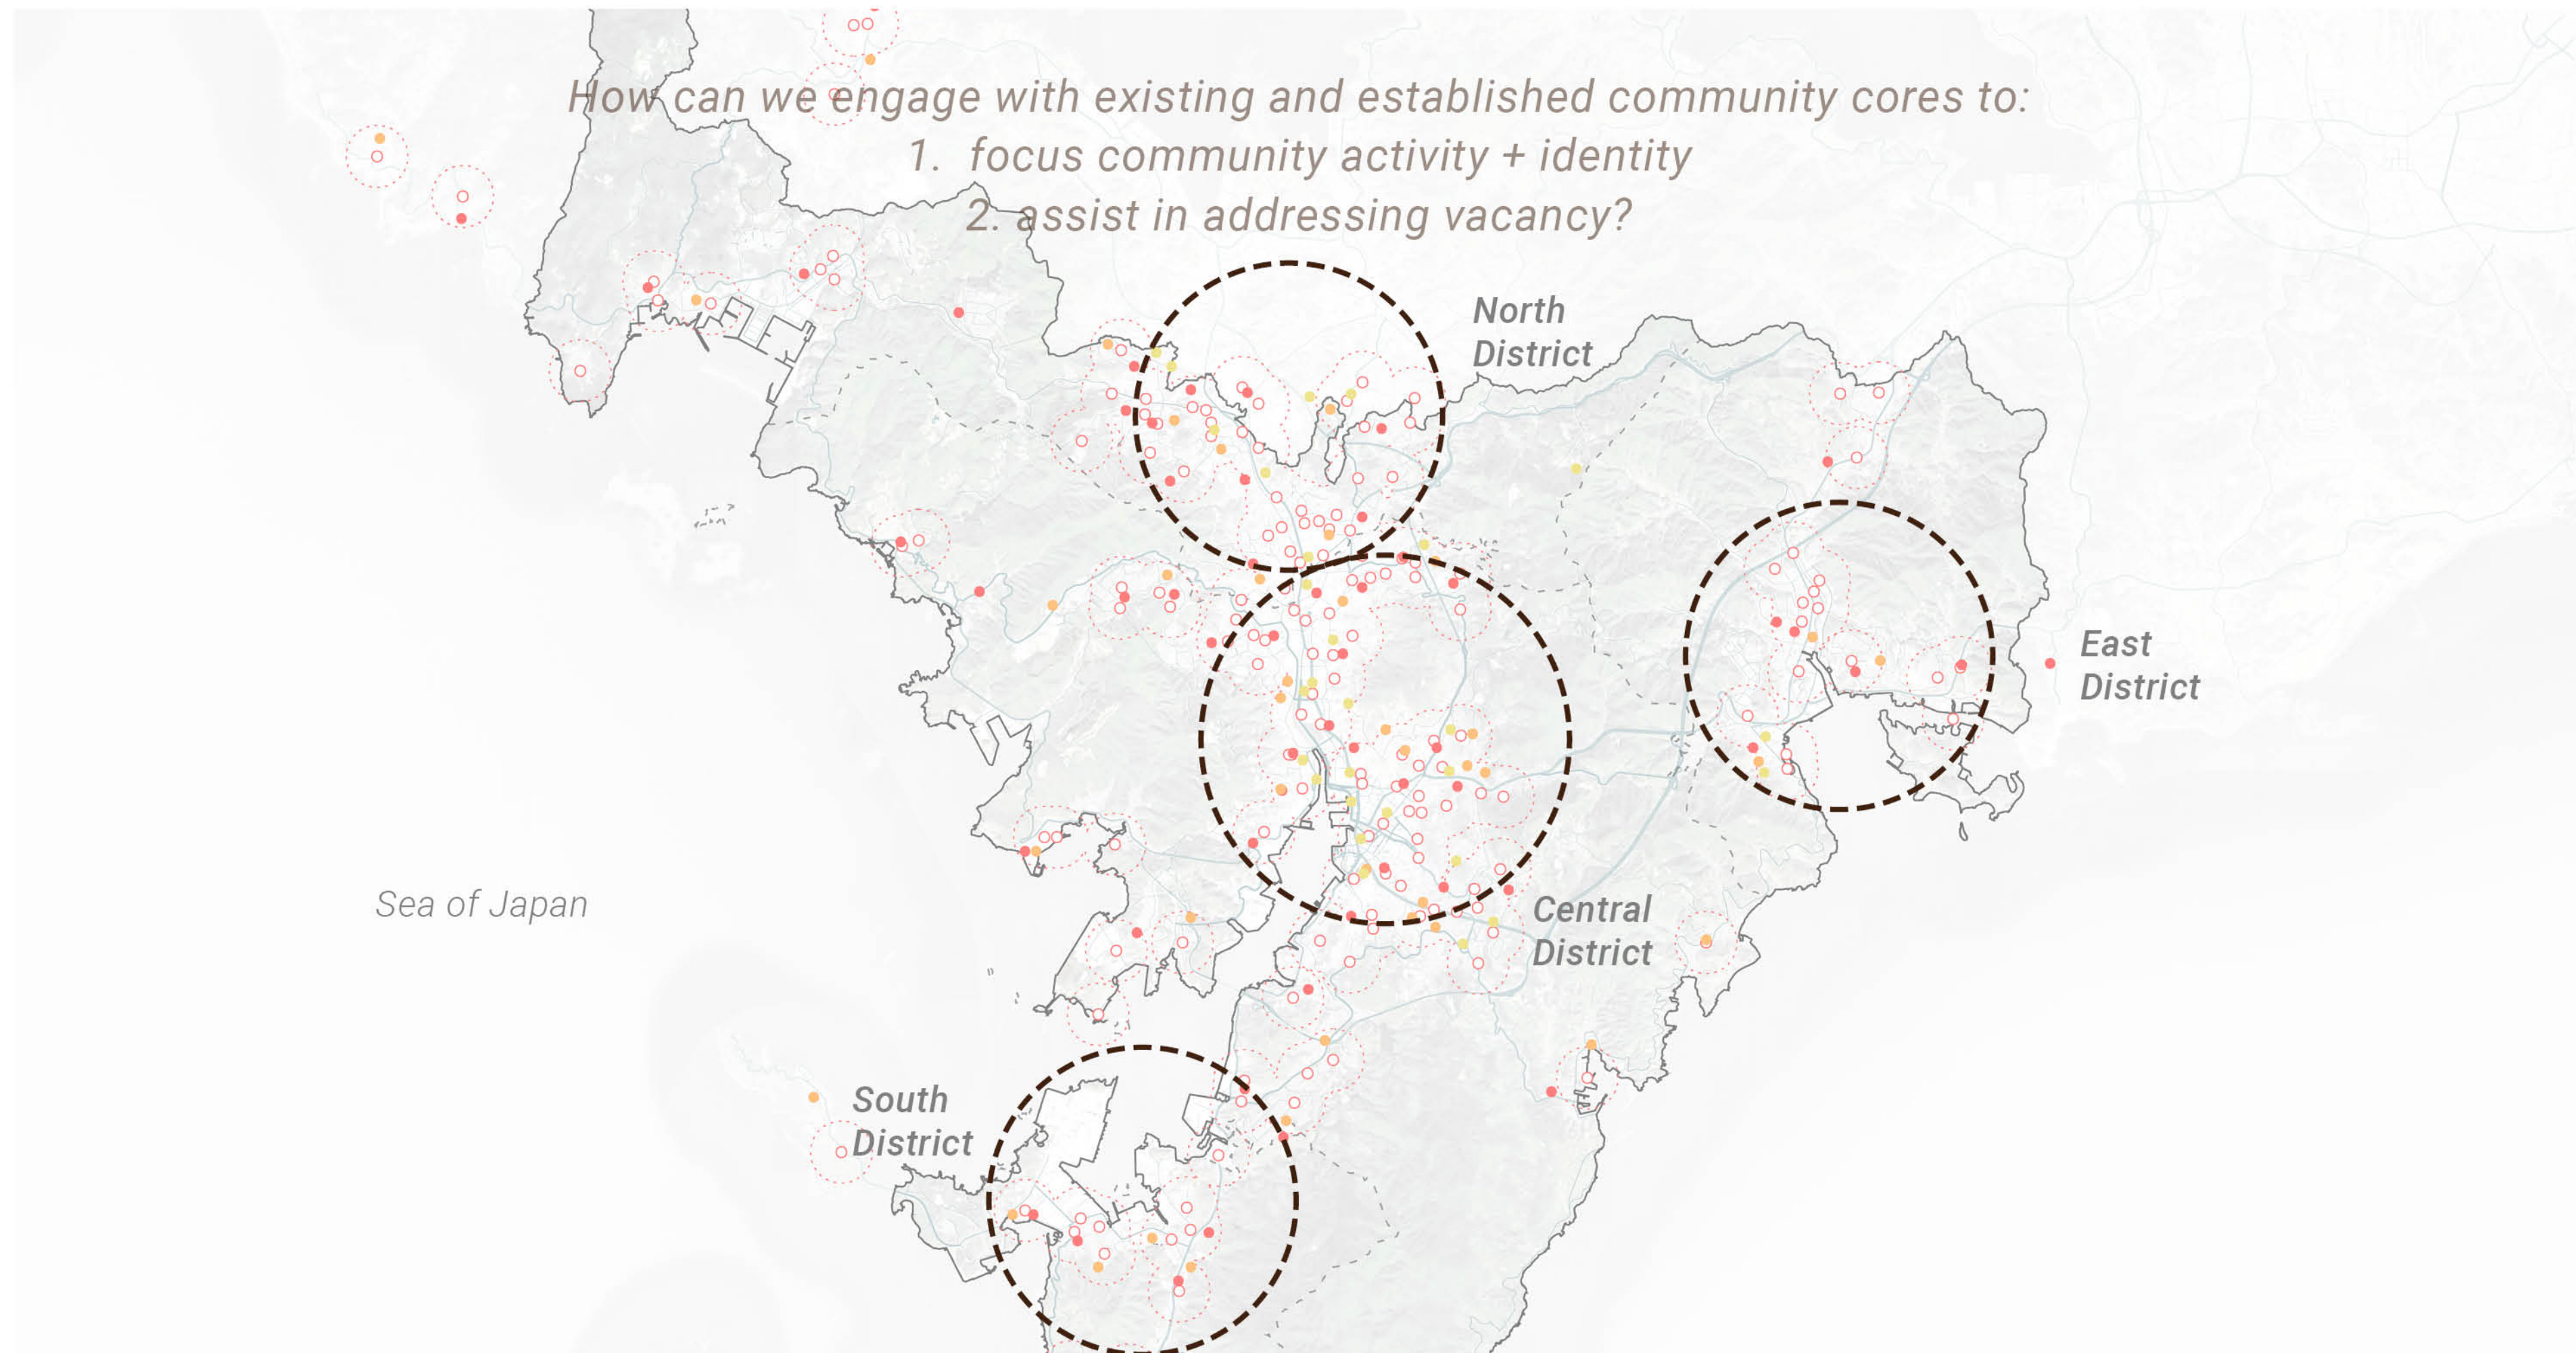 How can we engage with existing and established community cores to:
1. focus community activity + identity
2. assist in addressing vacancy?
North
District
East
District
Sea of Japan
Central
District
South
District